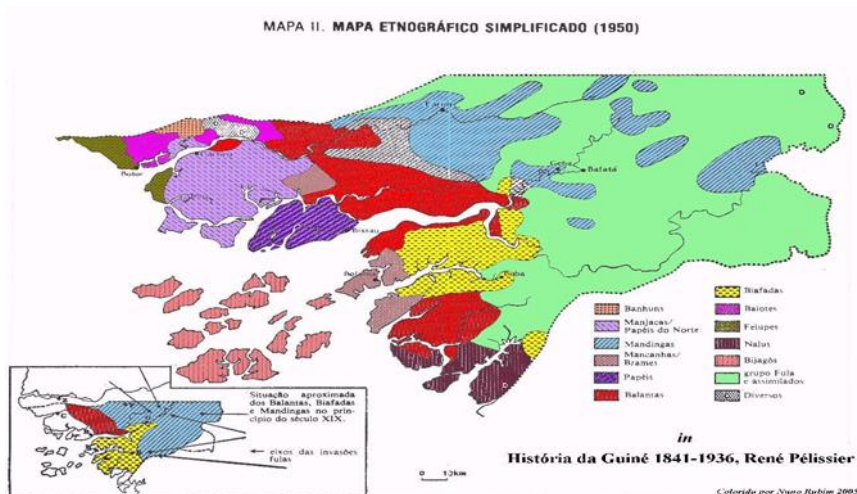 MAPA II. MAPA ETNOGRÁFICO SIMPLIFICADO (1950)
Bafatá
Bissau
Buba
Banhuns
Manjacas/
Papéis do Norte
Mandingas
Mancanhas/
Brames
Papéis
Balantas
Biafadas
Baiotes
Felupes
Nalus
Bijagós
grupo Fula
e assimilados
Diversos
Situação aproximada
dos Balantas, Biafadas
e Mandingas no prin-
cípio do século XIX.
eixos das invasões
fulas
0 10km
in
História da Guiné 1841-1936, René Pélissier
Colorido por Nuno Rubim